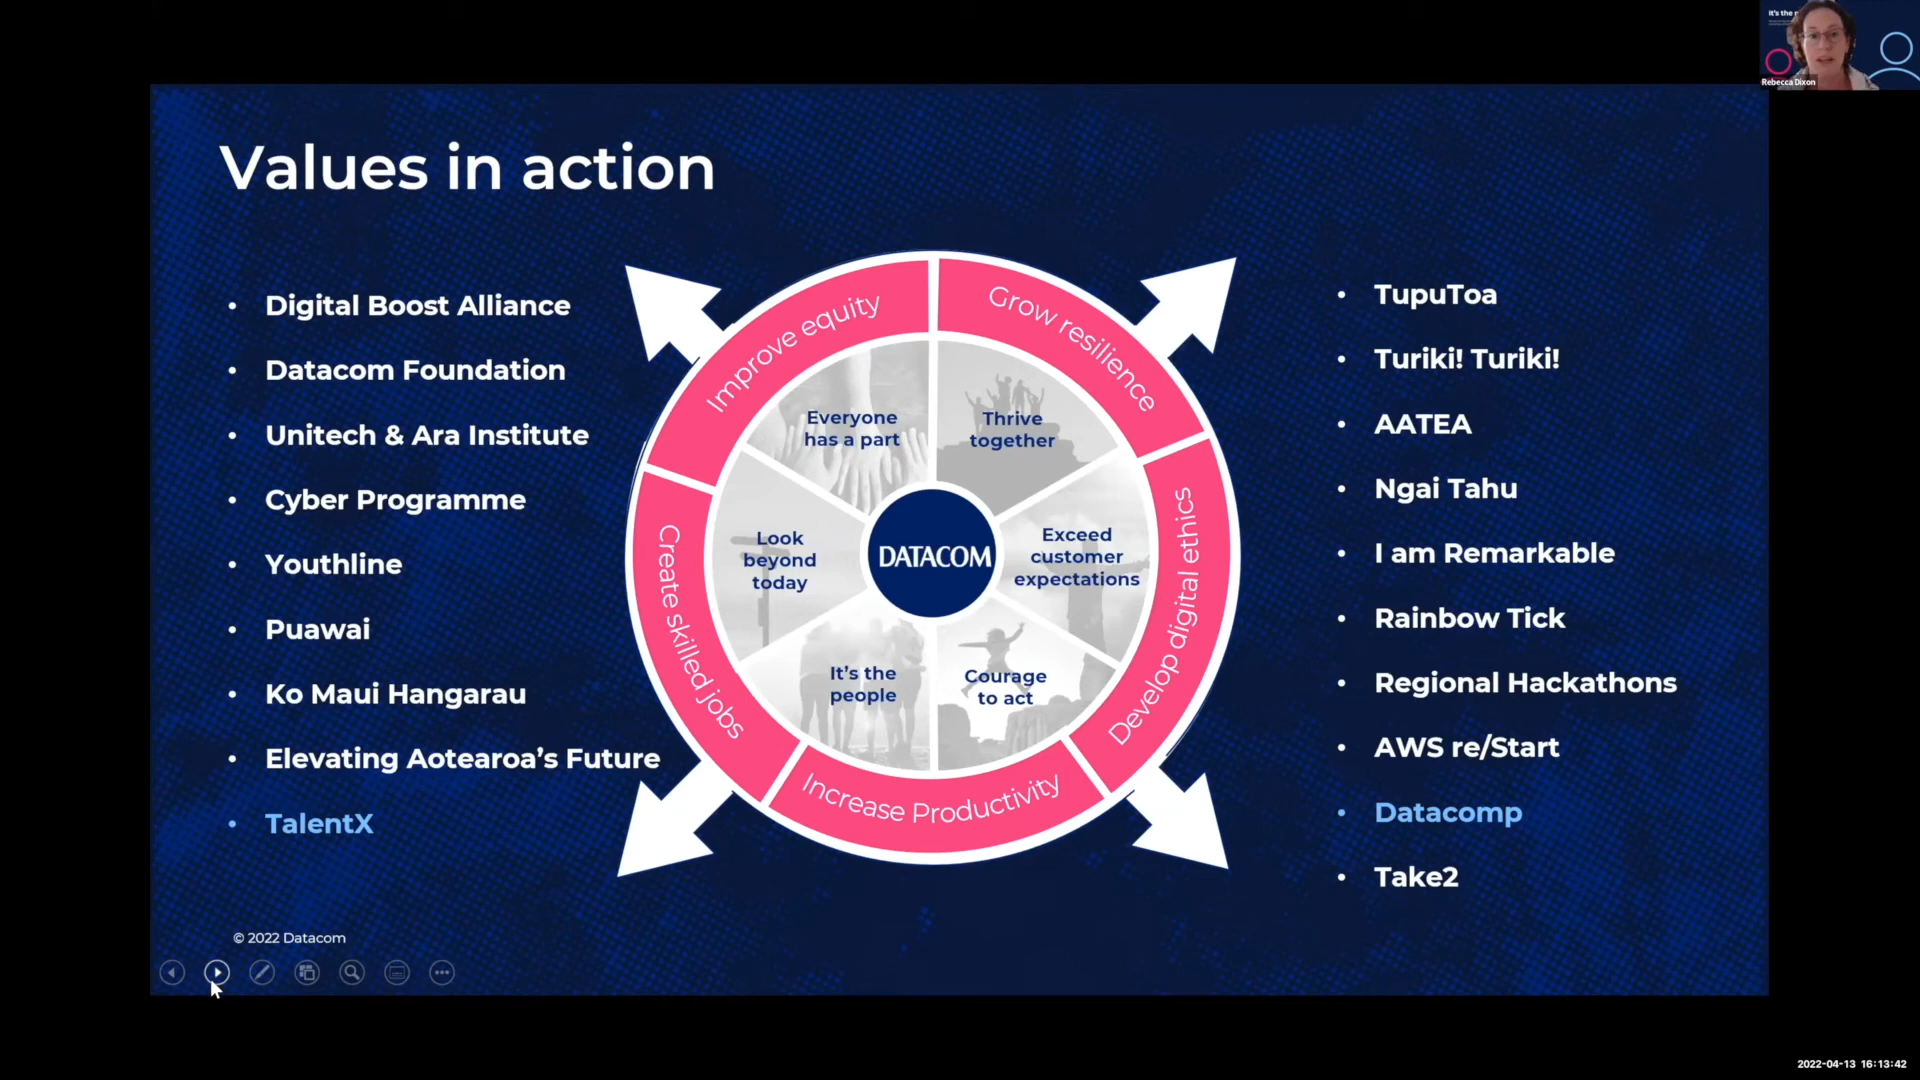 It's the
Rebecca Dixon
Values in action
• Digital Boost Alliance
• Datacom Foundation
• Unitech & Ara Institute
• Cyber Programme
• Youthline
• Puawai
• Ko Maui Hangarau
• Elevating Aotearoa’s Future
• TalentX
Improve equity
Grow resilience
Develop digital ethics
Increase Productivity
Create skilled jobs
Everyone
has a part
Thrive
together
Exceed
customer
expectations
Courage
to act
It’s the
people
Look
beyond
today
DATACOM
• TupuToa
• Turiki! Turiki!
• AATEA
• Ngai Tahu
• I am Remarkable
• Rainbow Tick
• Regional Hackathons
• AWS re/Start
• Datacomp
• Take2
© 2022 Datacom
2022-04-13 16:13:42